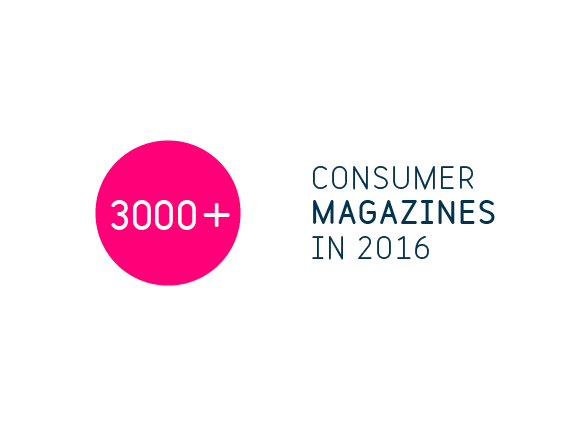 3000+
CONSUMER
MAGAZINES
IN 2016